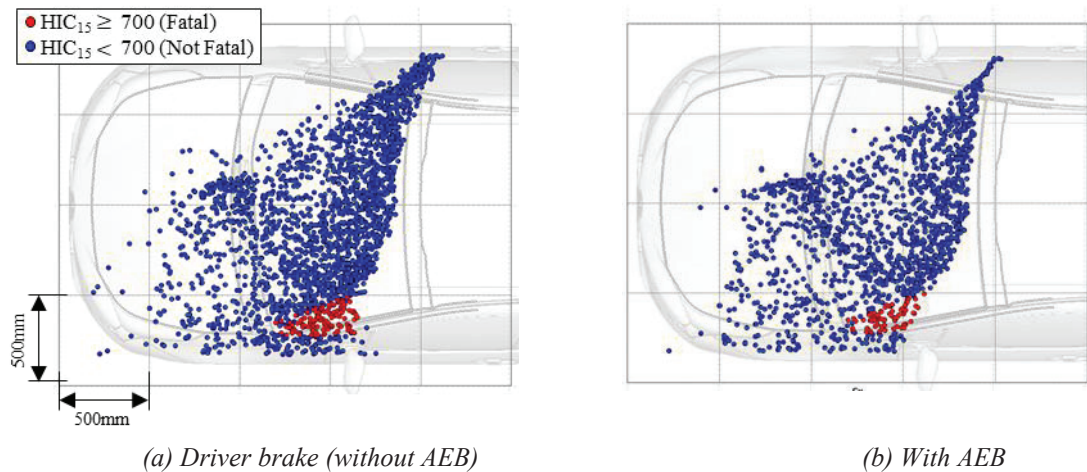 HIC₁₅ ≥ 700 (Fatal)
HIC₁₅ < 700 (Not Fatal)
500mm
500mm
(a) Driver brake (without AEB)
(b) With AEB